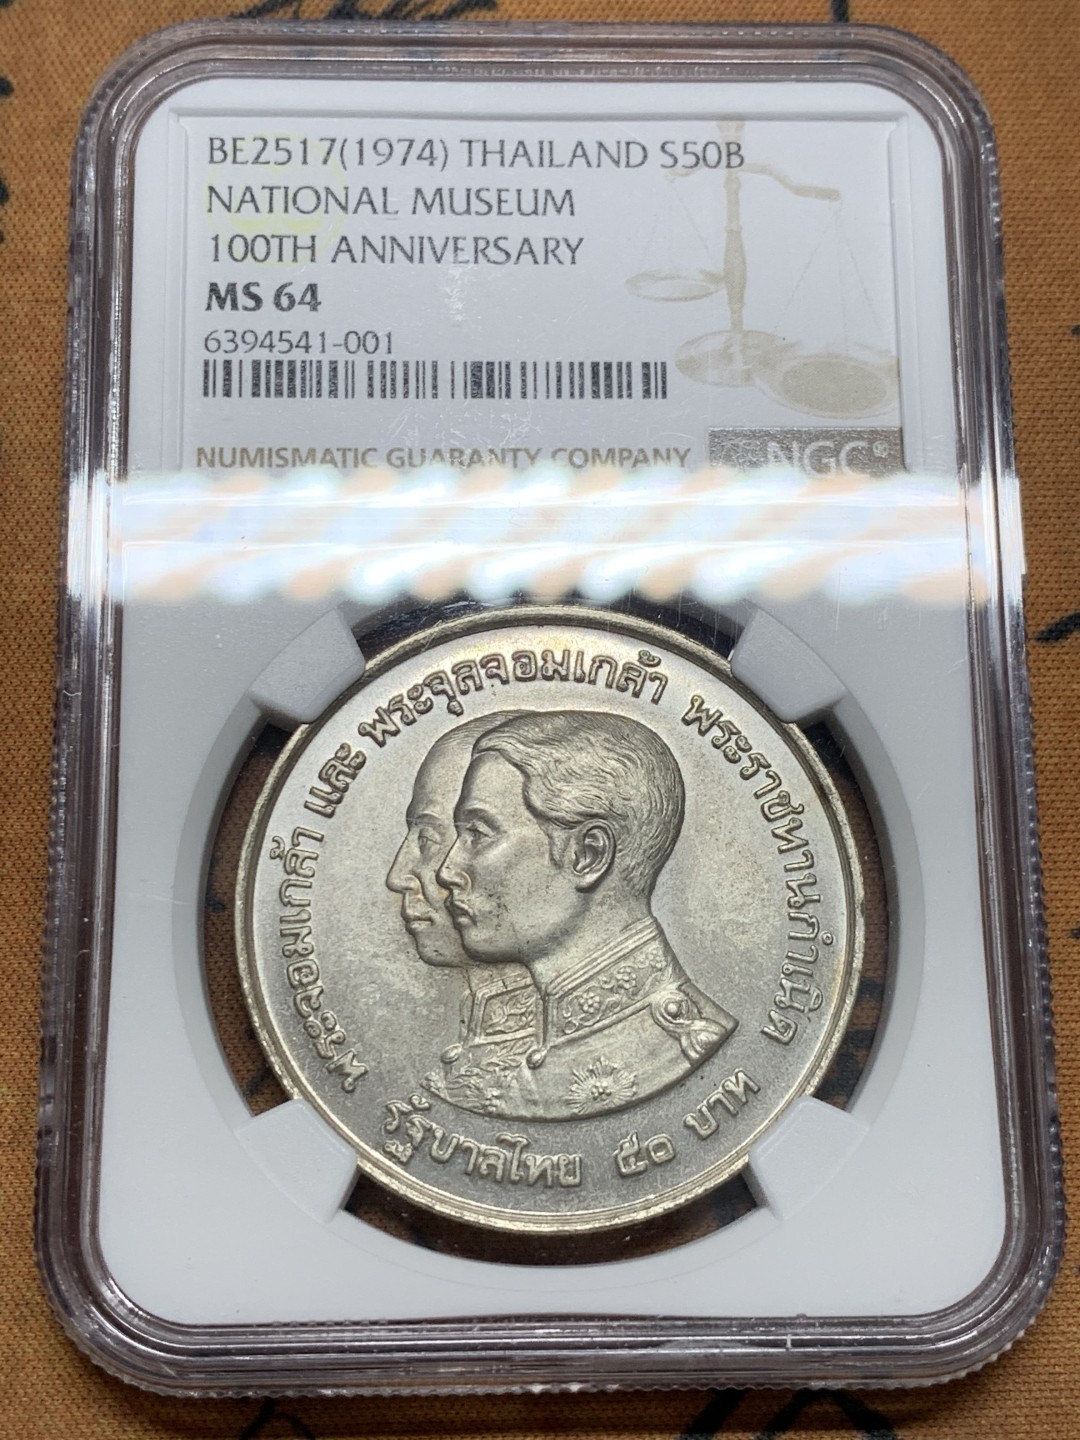 BE2517(1974) THAILAND S50B
NATIONAL MUSEUM
100TH ANNIVERSARY
MS 64
6394541-001
NUMISMATIC GUARANTY COMPANY
NGC®
พระจอมเกล้า และ พระจุลจอมเกล้า พระราชทานกำเนิด
รัฐบาลไทย ๕๐ บาท